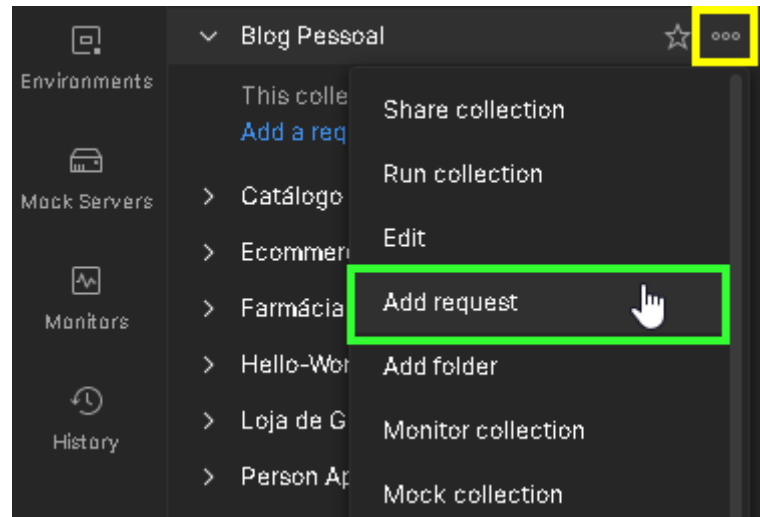 Environments
Mock Servers
Monitors
History
Blog Pessoal
This colle
Add a req
Catálogo
Ecommer
Farmácia
Hello-Wor
Loja de G
Person Ap
Share collection
Run collection
Edit
Add request
Add folder
Monitor collection
Mock collection